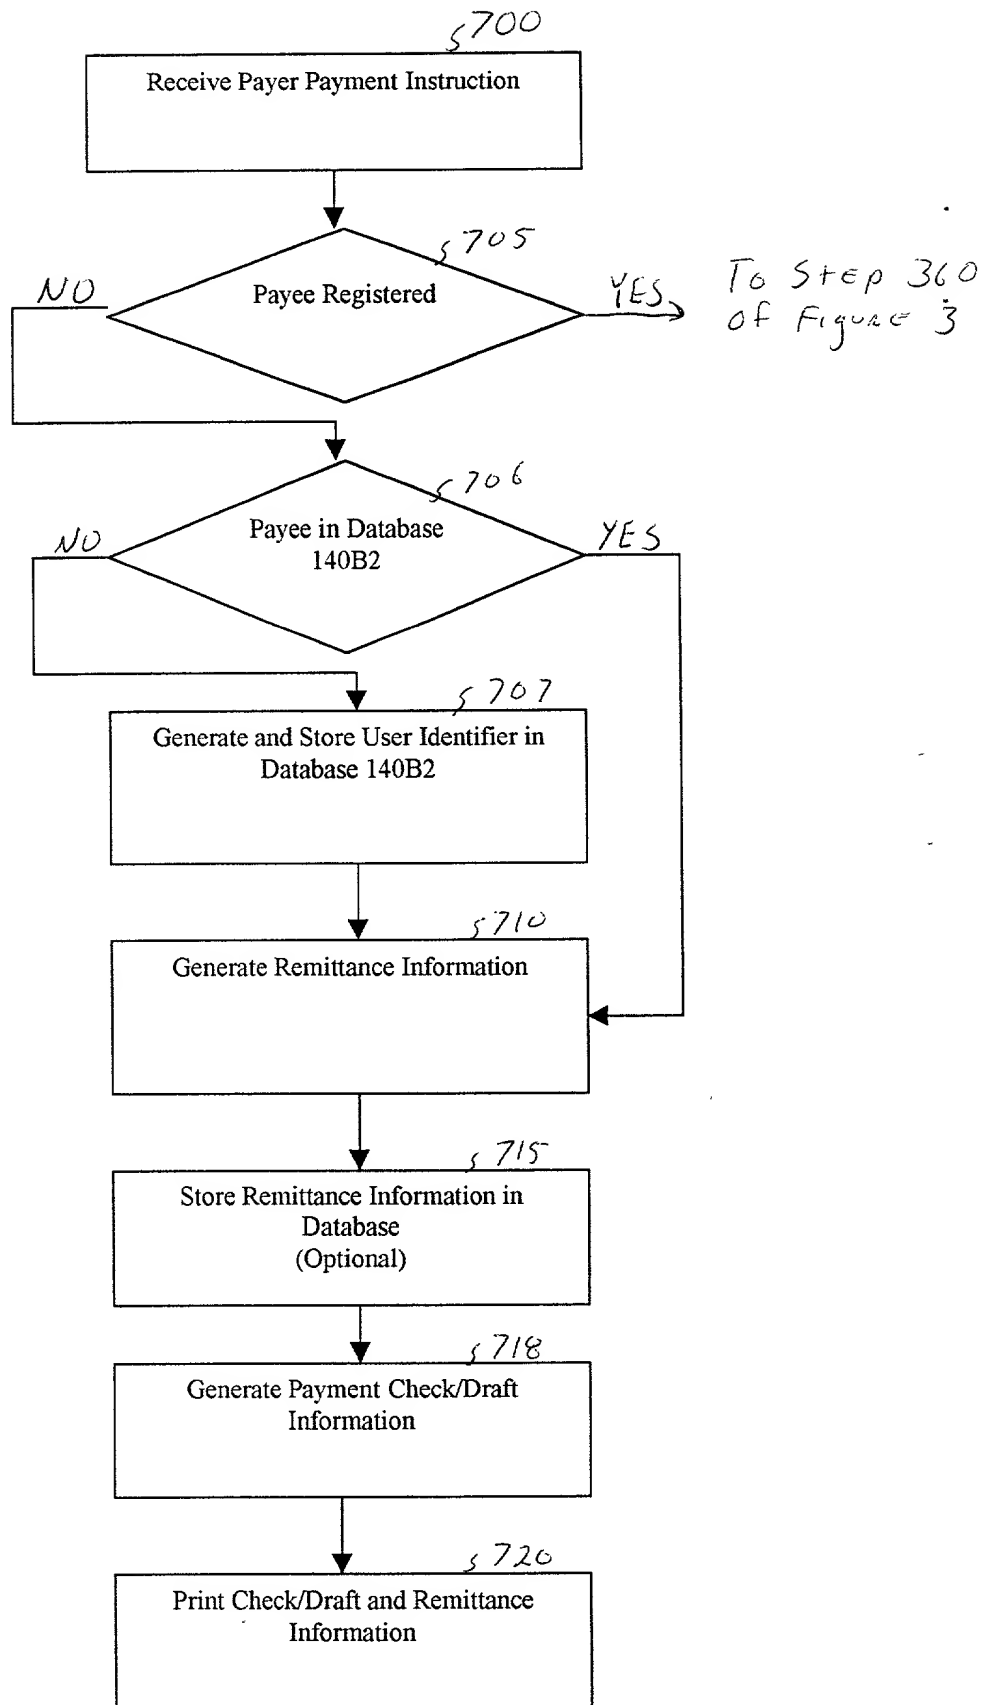 700
Receive Payer Payment Instruction
705
Payee Registered
NO
YES
To Step 360
of Figure 3
706
Payee in Database
140B2
NO
YES
707
Generate and Store User Identifier in
Database 140B2
710
Generate Remittance Information
715
Store Remittance Information in
Database
(Optional)
718
Generate Payment Check/Draft
Information
720
Print Check/Draft and Remittance
Information